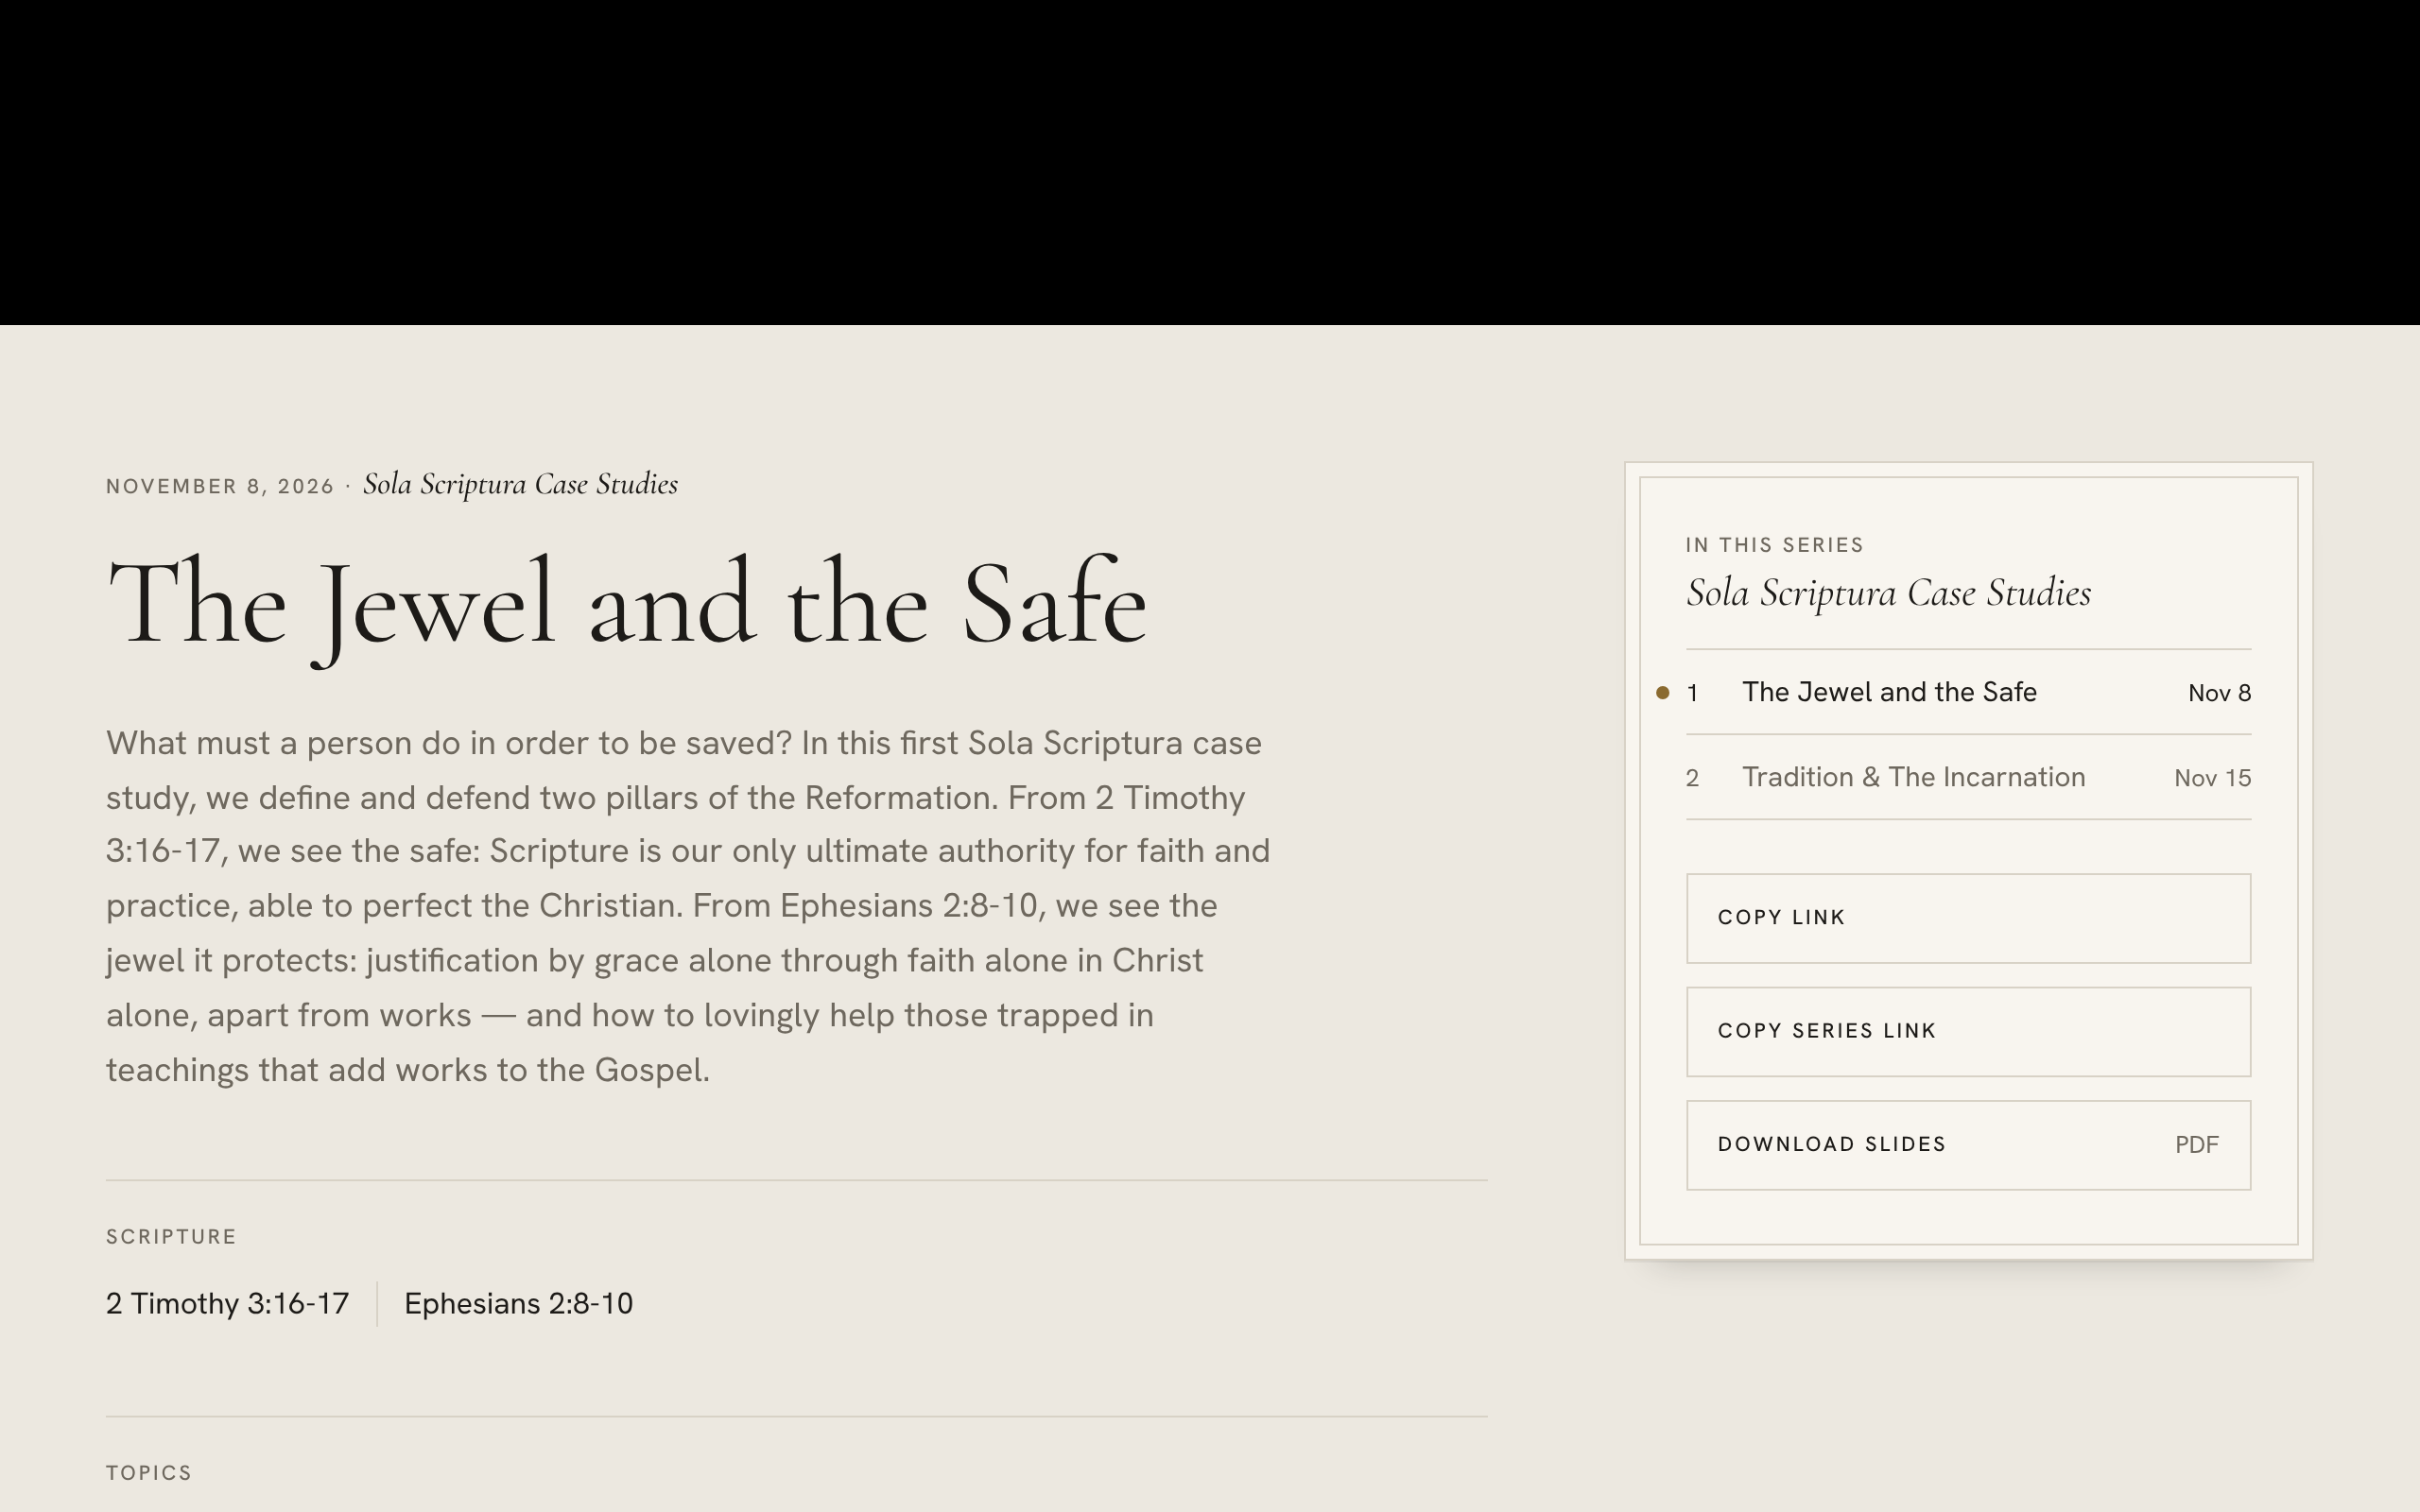 NOVEMBER 8, 2026 · Sola Scriptura Case Studies
The Jewel and the Safe
What must a person do in order to be saved? In this first Sola Scriptura case
study, we define and defend two pillars of the Reformation. From 2 Timothy
3:16-17, we see the safe: Scripture is our only ultimate authority for faith and
practice, able to perfect the Christian. From Ephesians 2:8-10, we see the
jewel it protects: justification by grace alone through faith alone in Christ
alone, apart from works — and how to lovingly help those trapped in
teachings that add works to the Gospel.
SCRIPTURE
2 Timothy 3:16-17 Ephesians 2:8-10
TOPICS
IN THIS SERIES
Sola Scriptura Case Studies
1 The Jewel and the Safe Nov 8
2 Tradition & The Incarnation Nov 15
COPY LINK
COPY SERIES LINK
DOWNLOAD SLIDES PDF